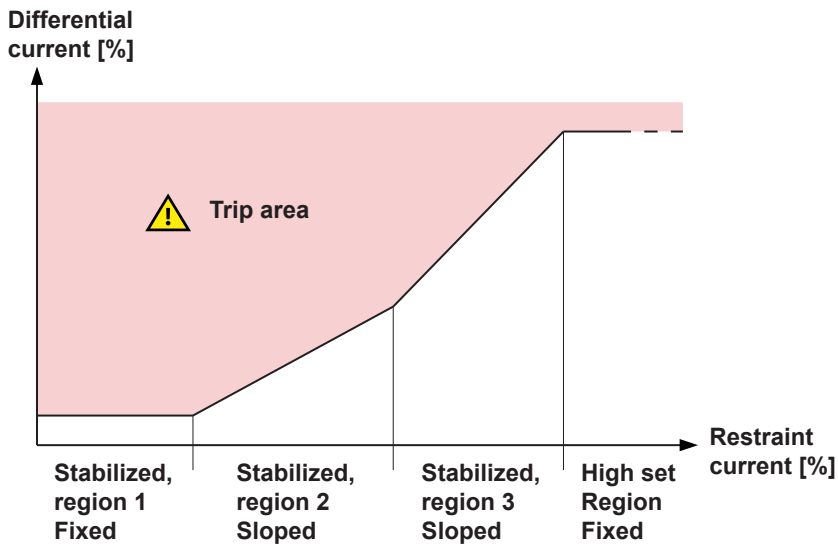 Differential
current [%]
! Trip area
Restraint
current [%]
Stabilized,
region 1
Fixed
Stabilized,
region 2
Sloped
Stabilized,
region 3
Sloped
High set
Region
Fixed